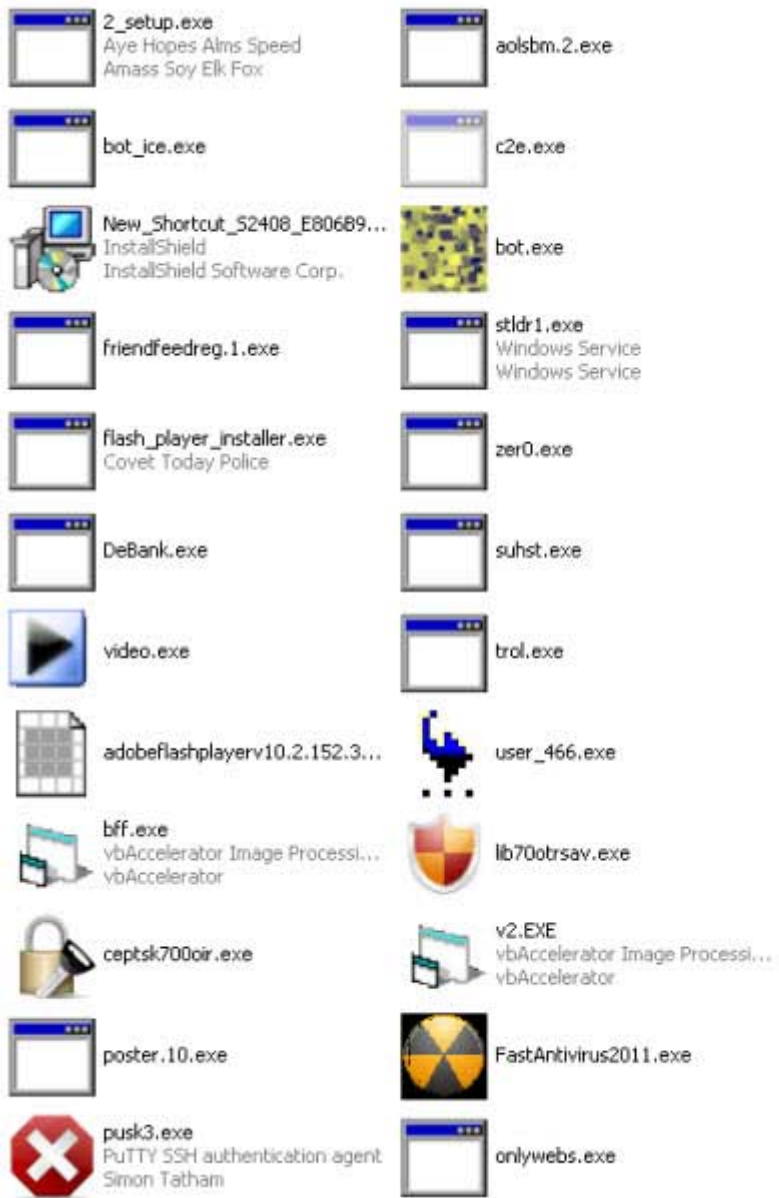 2_setup.exe
Aye Hopes Alms Speed
Amass Soy Elk Fox
aolsbm.2.exe
bot_ice.exe
c2e.exe
New_Shortcut_S2408_E806B9...
InstallShield
InstallShield Software Corp.
bot.exe
friendfeedreg.1.exe
stldr1.exe
Windows Service
Windows Service
flash_player_installer.exe
Covet Today Police
zer0.exe
DeBank.exe
suhst.exe
video.exe
trol.exe
adobeflashplayerv10.2.152.3...
user_466.exe
bff.exe
vbAccelerator Image Processi...
vbAccelerator
lib70otrsav.exe
ceptsk700oir.exe
v2.EXE
vbAccelerator Image Processi...
vbAccelerator
poster.10.exe
FastAntivirus2011.exe
pusk3.exe
PuTTY SSH authentication agent
Simon Tatham
onlywebs.exe